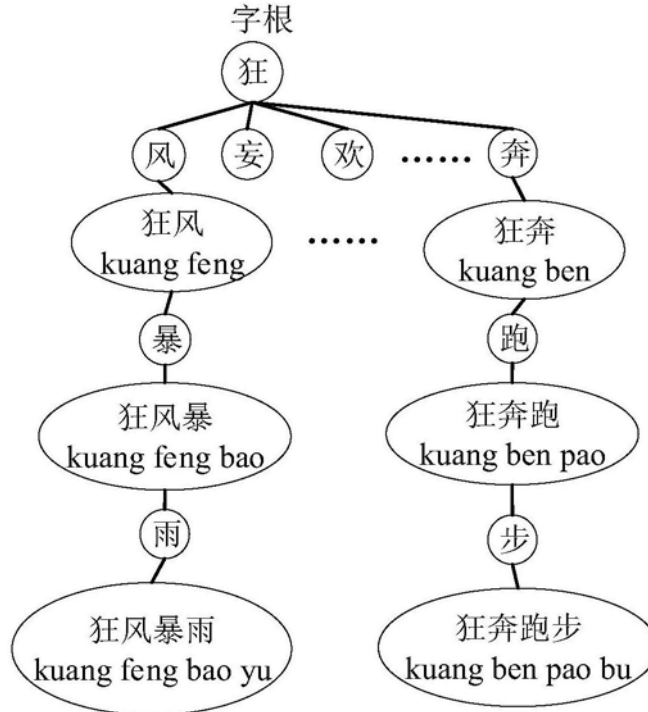 字根
狂
风
妄
欢
……
奔
狂风
kuang feng
……
狂奔
kuang ben
暴
跑
狂风暴
kuang feng bao
狂奔跑
kuang ben pao
雨
步
狂风暴雨
kuang feng bao yu
狂奔跑步
kuang ben pao bu